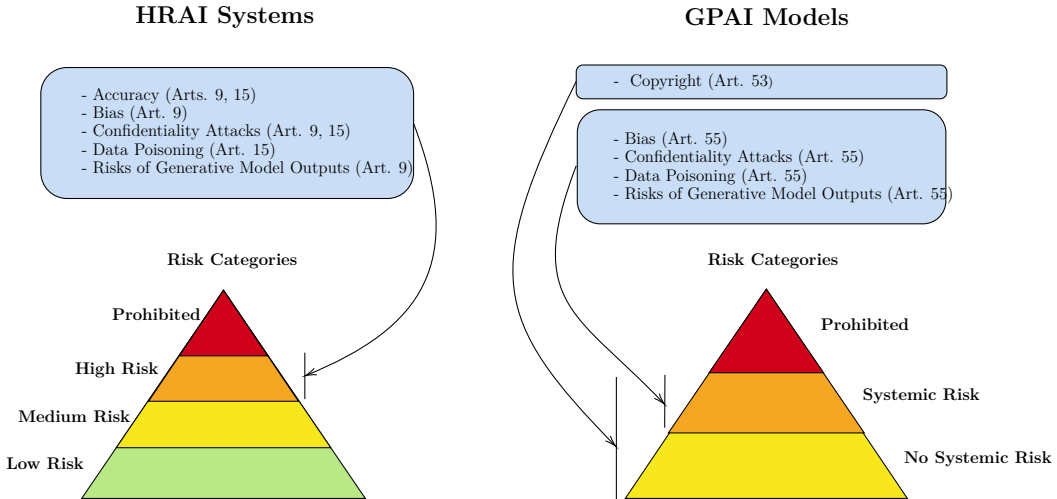 HRAI Systems
- Accuracy (Arts. 9, 15)
- Bias (Art. 9)
- Confidentiality Attacks (Art. 9, 15)
- Data Poisoning (Art. 15)
- Risks of Generative Model Outputs (Art. 9)
Risk Categories
Prohibited
High Risk
Medium Risk
Low Risk
GPAI Models
- Copyright (Art. 53)
- Bias (Art. 55)
- Confidentiality Attacks (Art. 55)
- Data Poisoning (Art. 55)
- Risks of Generative Model Outputs (Art. 55)
Risk Categories
Prohibited
Systemic Risk
No Systemic Risk